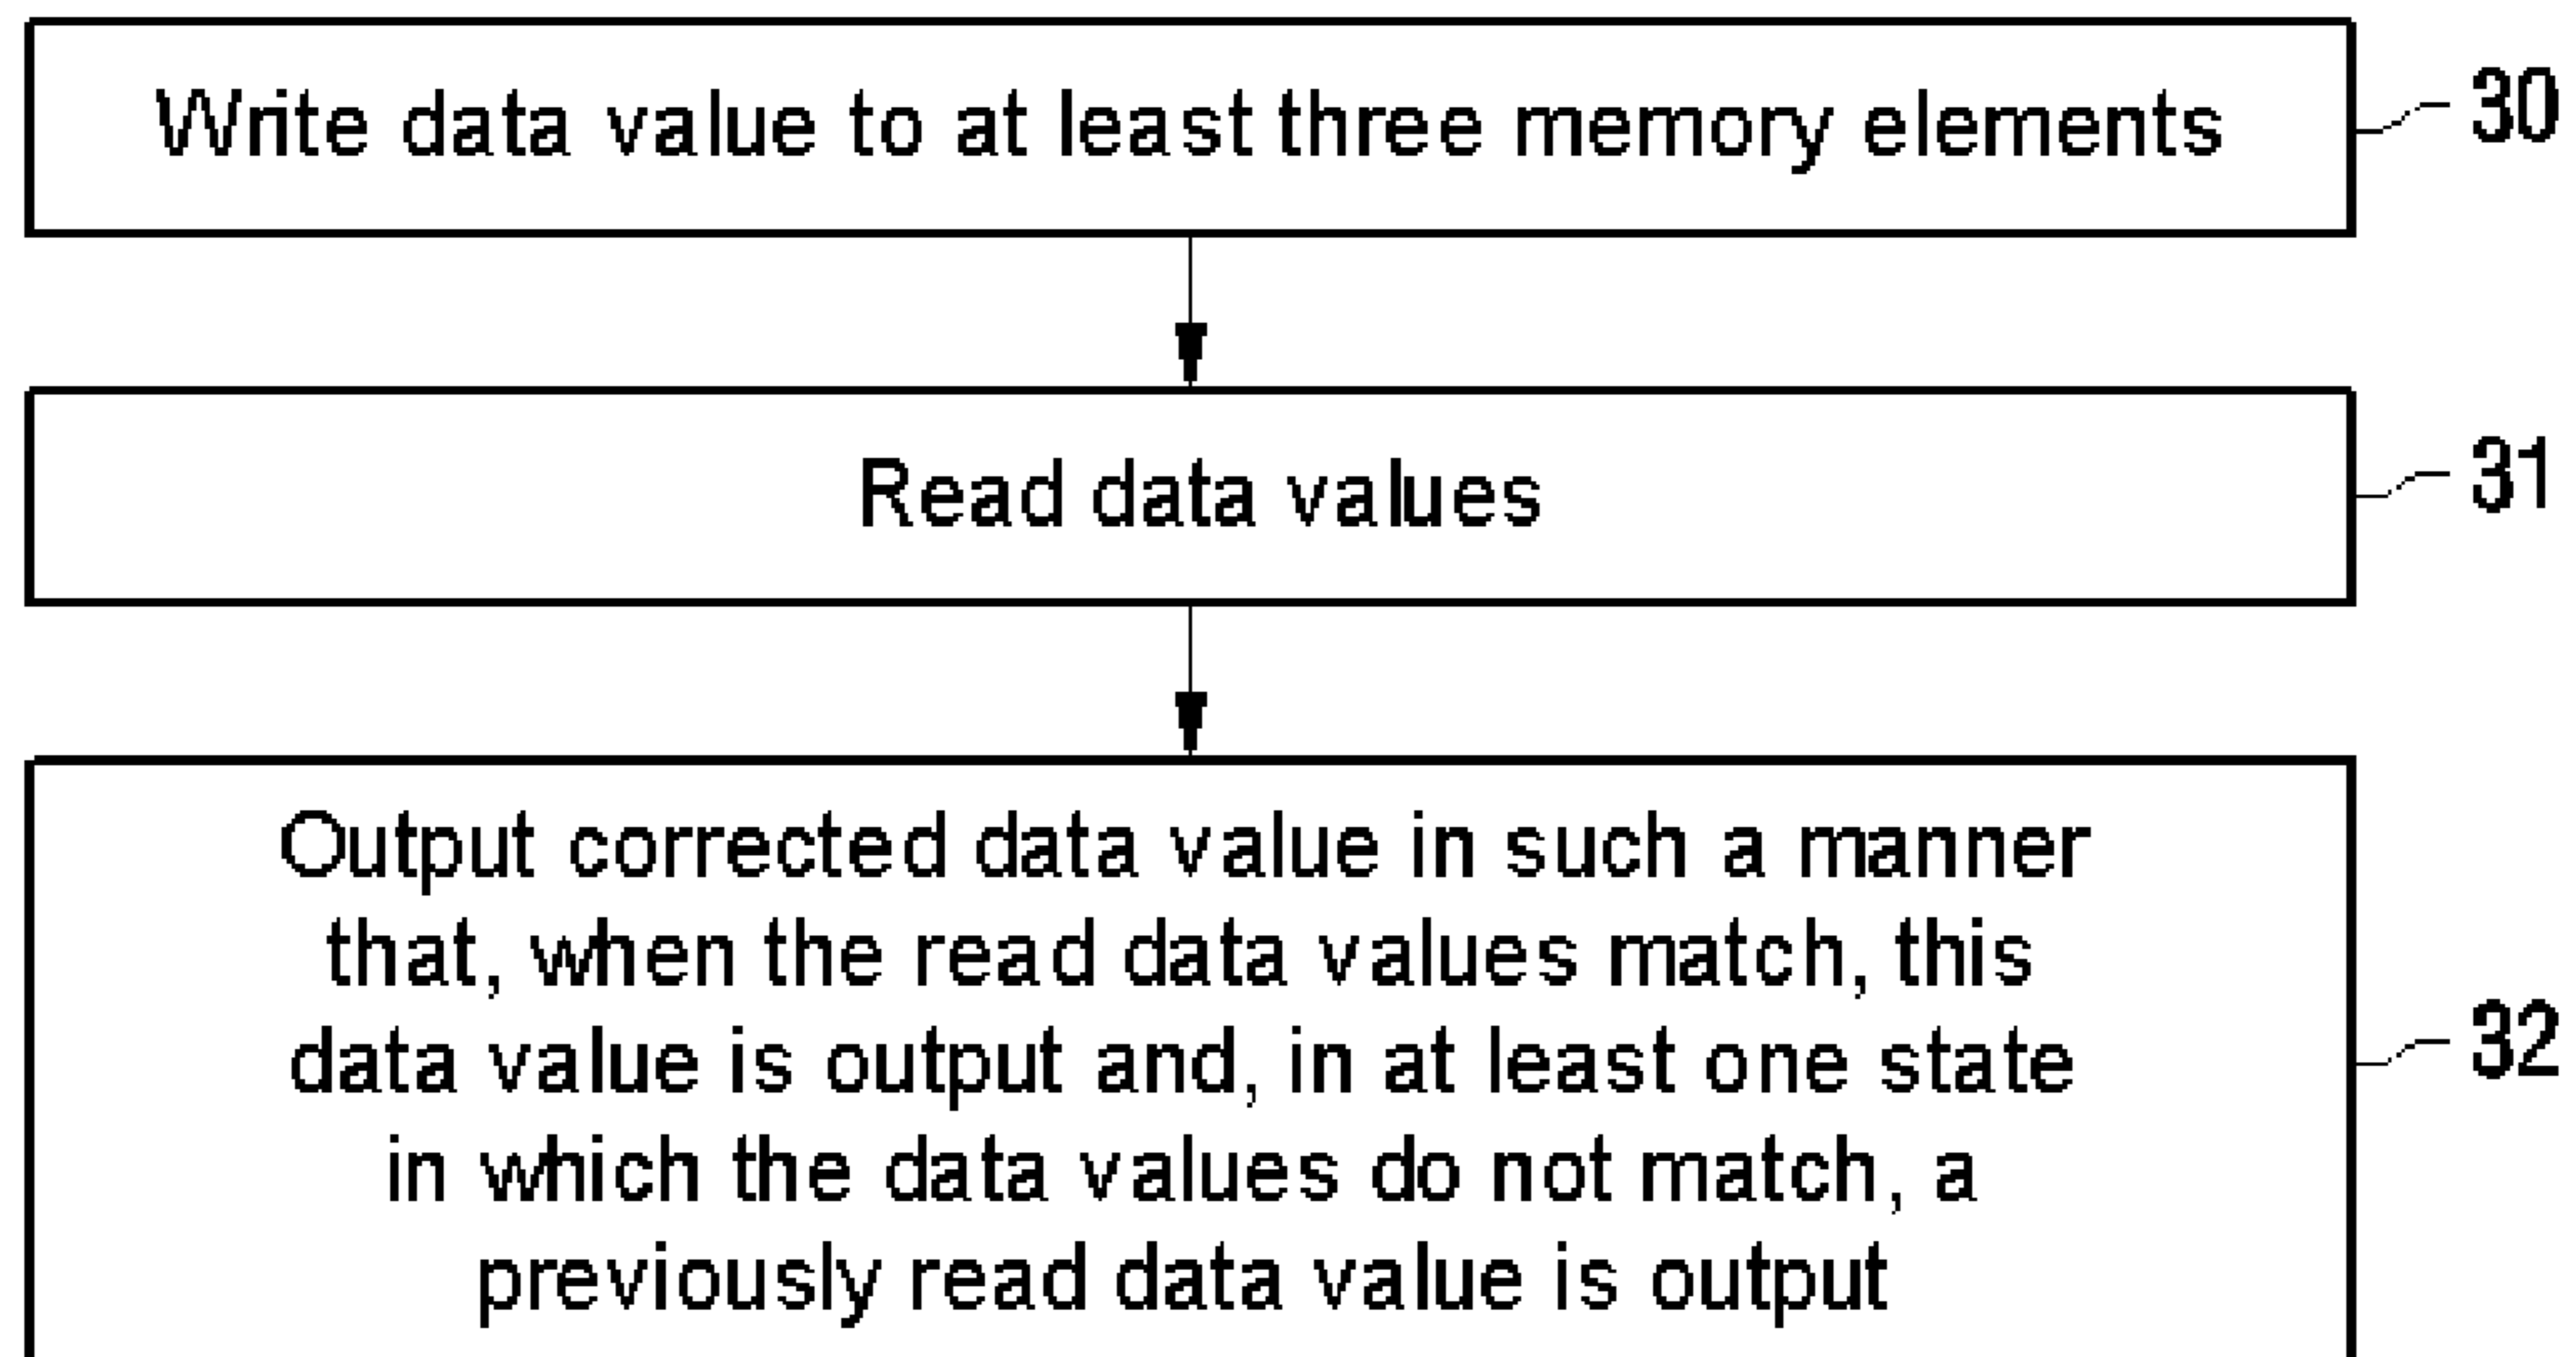 Write data value to at least three memory elements
30
Read data values
31
Output corrected data value in such a manner
that, when the read data values match, this
data value is output and, in at least one state
in which the data values do not match, a
previously read data value is output
32